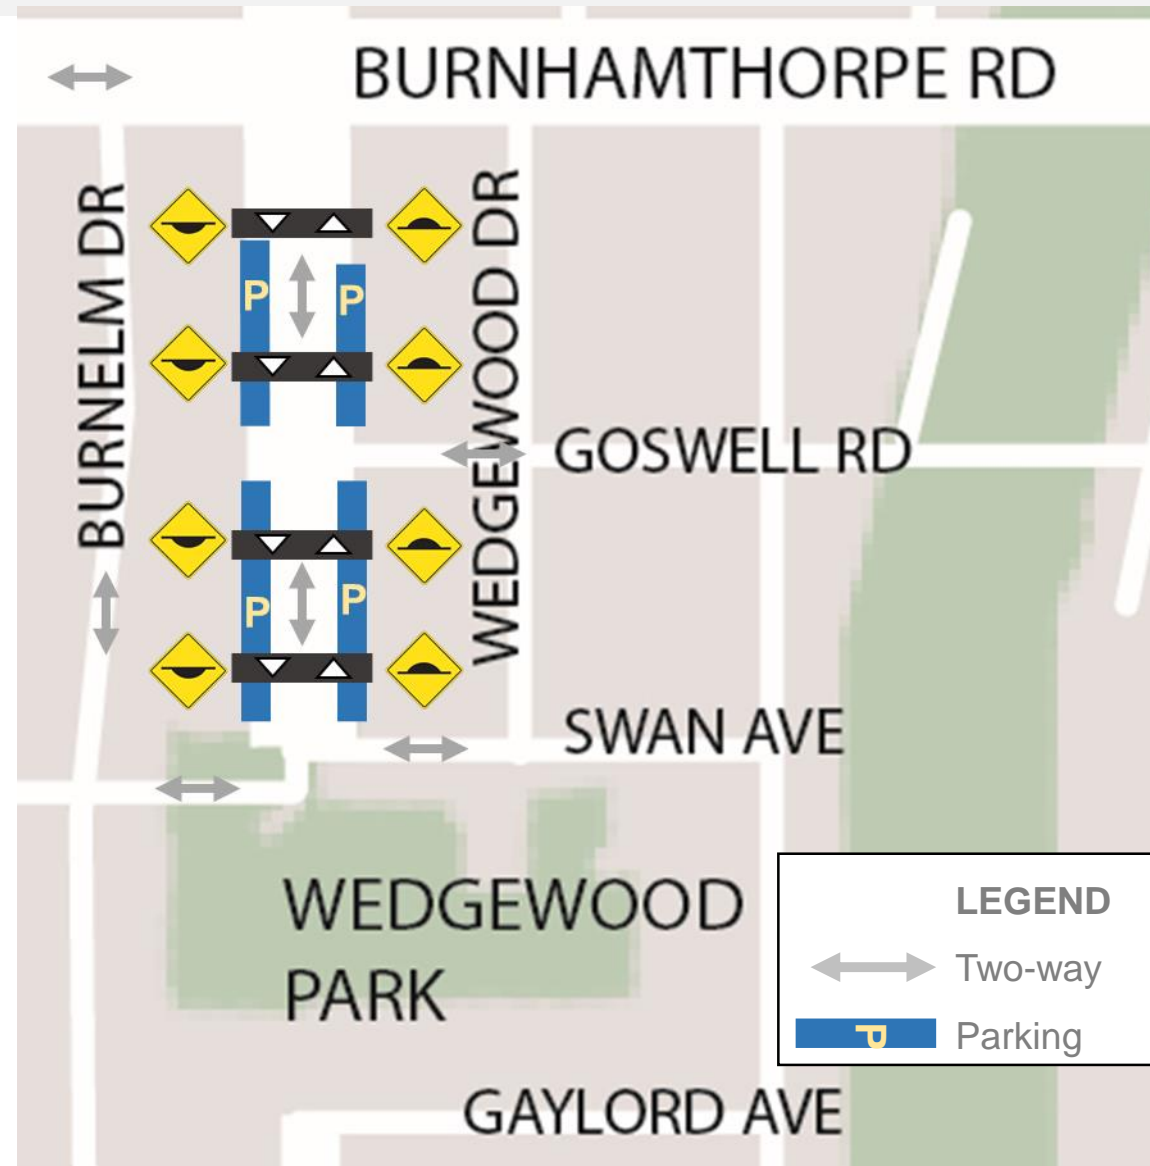 BURNHAMTHORPE RD
BURNELM DR
WEDGEWOOD DR
P
P
GOSWELL RD
P
P
SWAN AVE
WEDGEWOOD
PARK
LEGEND
Two-way
P
Parking
GAYLORD AVE